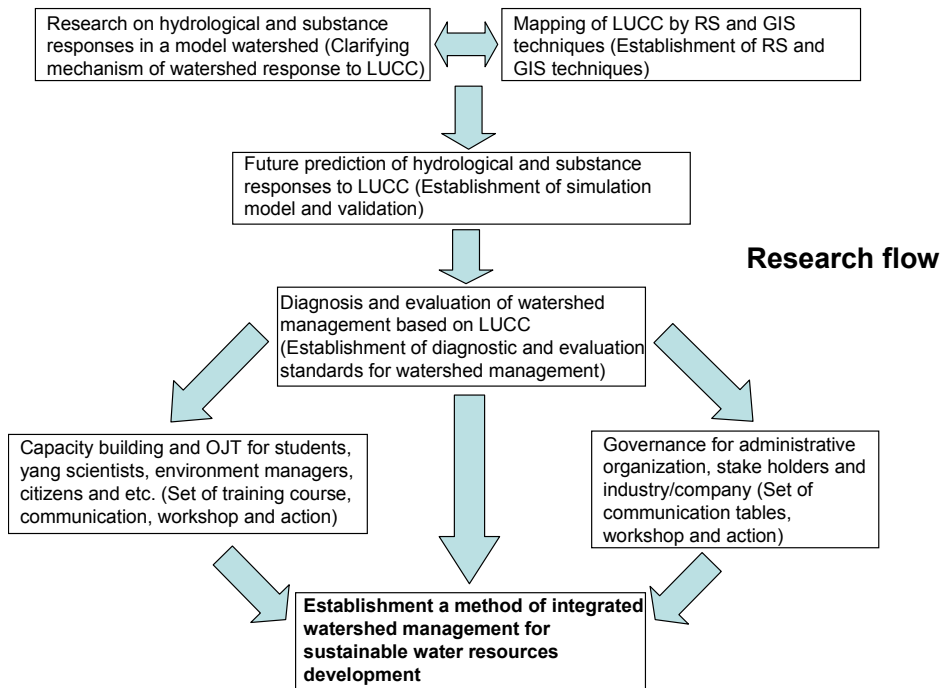 Research on hydrological and substance
responses in a model watershed (Clarifying
mechanism of watershed response to LUCC)
Mapping of LUCC by RS and GIS
techniques (Establishment of RS and
GIS techniques)
Future prediction of hydrological and substance
responses to LUCC (Establishment of simulation
model and validation)
Research flow
Diagnosis and evaluation of watershed
management based on LUCC
(Establishment of diagnostic and evaluation
standards for watershed management)
Capacity building and OJT for students,
yang scientists, environment managers,
citizens and etc. (Set of training course,
communication, workshop and action)
Governance for administrative
organization, stake holders and
industry/company (Set of
communication tables,
workshop and action)
Establishment a method of integrated
watershed management for
sustainable water resources
development